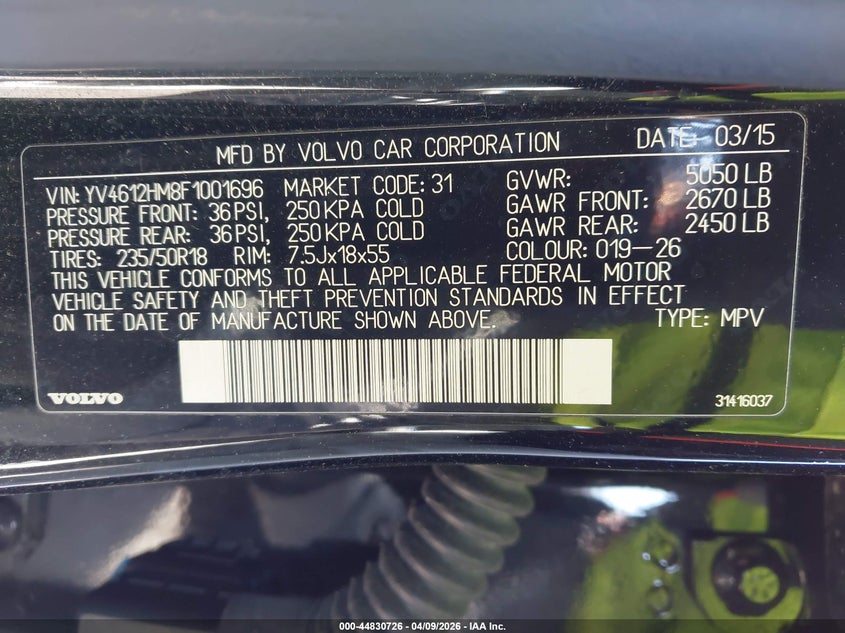 MFD BY VOLVO CAR CORPORATION DATE: 03/15
VIN: YV4612HM8F1001696 MARKET CODE: 31 GVWR: 5050 LB
PRESSURE FRONT: 36 PSI, 250 KPA COLD GAWR FRONT: 2670 LB
PRESSURE REAR: 36 PSI, 250 KPA COLD GAWR REAR: 2450 LB
TIRES: 235/50R18 RIM: 7.5Jx18x55 COLOUR: 019-26
THIS VEHICLE CONFORMS TO ALL APPLICABLE FEDERAL MOTOR
VEHICLE SAFETY AND THEFT PREVENTION STANDARDS IN EFFECT
ON THE DATE OF MANUFACTURE SHOWN ABOVE. TYPE: MPV
VOLVO 31416037
000-44830726 - 04/09/2026 - IAA Inc.